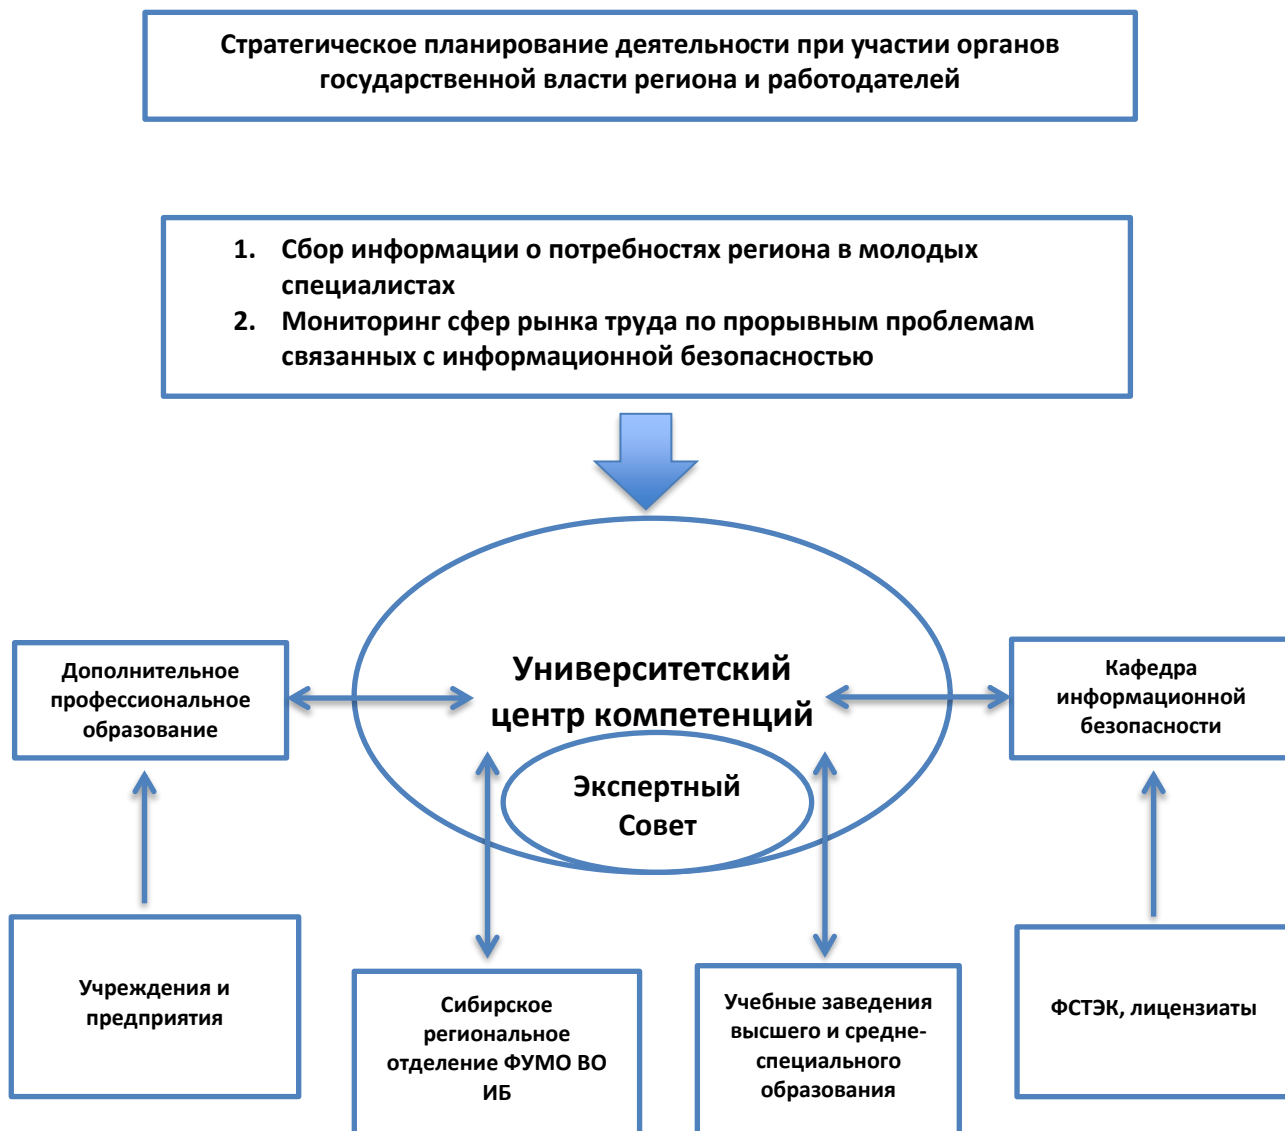 Стратегическое планирование деятельности при участии органов
государственной власти региона и работодателей
1. Сбор информации о потребностях региона в молодых
специалистах
2. Мониторинг сфер рынка труда по прорывным проблемам
связанных с информационной безопасностью
Университетский
центр компетенций
Экспертный
Совет
Дополнительное
профессиональное
образование
Кафедра
информационной
безопасности
Учреждения и
предприятия
Сибирское
региональное
отделение ФУМО ВО
ИБ
Учебные заведения
высшего и средне-
специального
образования
ФСТЭК, лицензиаты